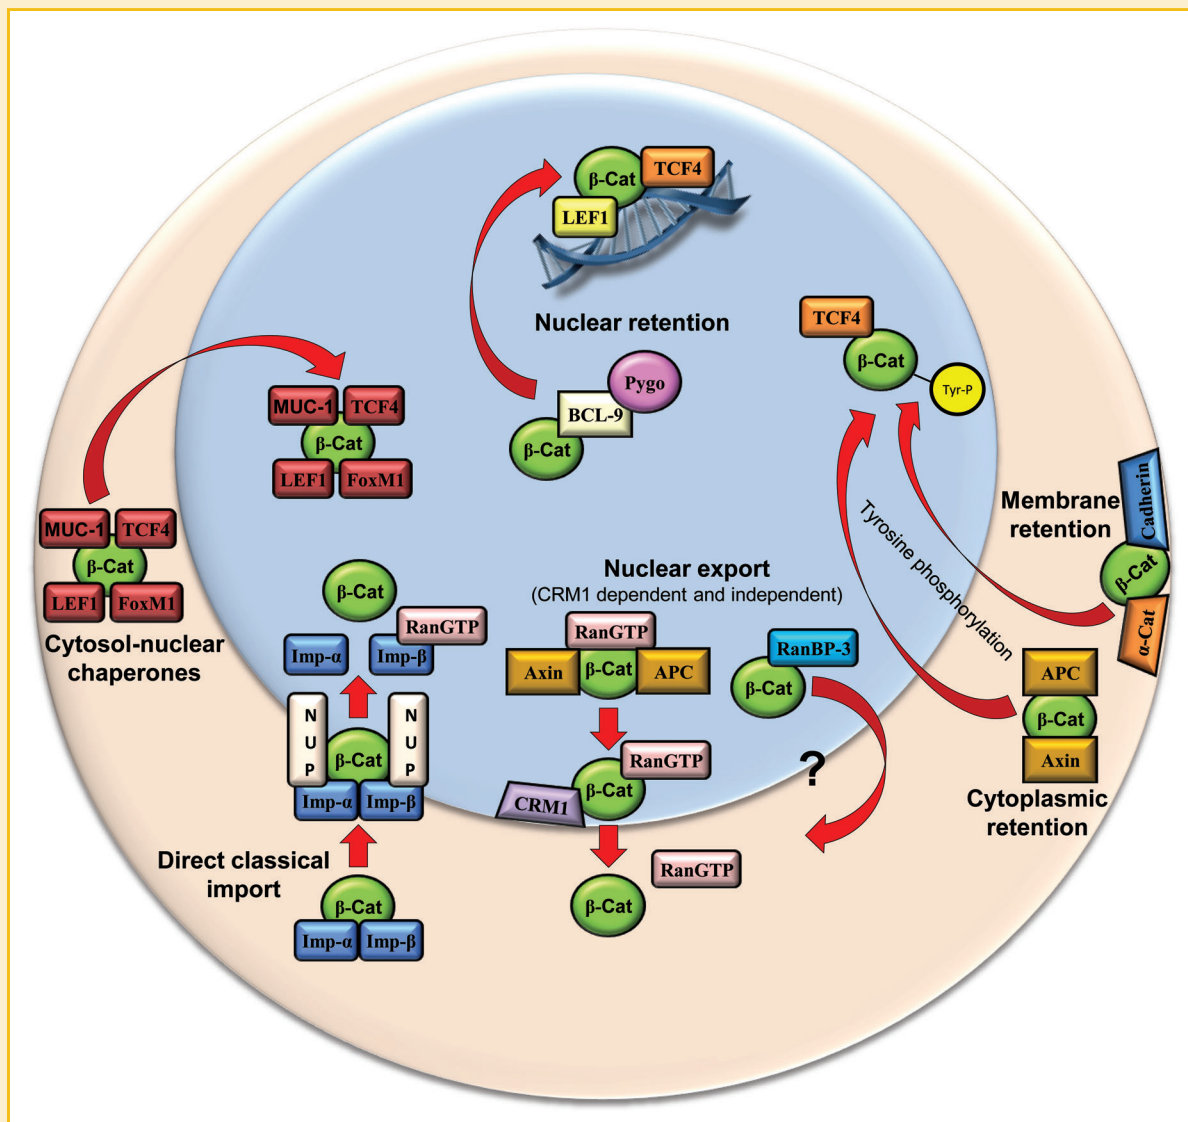 β-Cat
TCF4
LEF1
Nuclear retention
Pygo
BCL-9
β-Cat
TCF4
β-Cat
Tyr-P
MUC-1
TCF4
β-Cat
LEF1
FoxM1
MUC-1
TCF4
β-Cat
LEF1
FoxM1
Cytosol-nuclear
chaperones
Membrane
retention
Cadherin
β-Cat
α-Cat
Tyrosine phosphorylation
APC
β-Cat
Axin
Cytoplasmic
retention
Nuclear export
(CRM1 dependent and independent)
RanGTP
Axin
β-Cat
APC
RanBP-3
β-Cat
?
RanGTP
β-Cat
CRM1
RanGTP
β-Cat
β-Cat
RanGTP
Imp-α
Imp-β
NUP
NUP
β-Cat
Imp-α
Imp-β
Direct classical
import
β-Cat
Imp-α
Imp-β